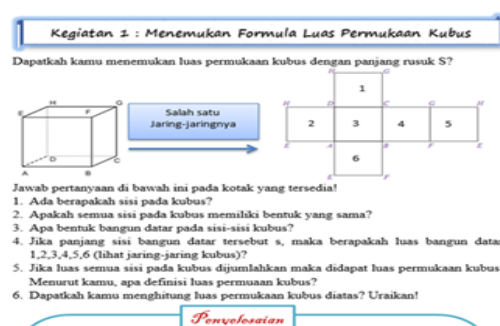 Kegiatan 1 : Menemukan Formula Luas Permukaan Kubus
Dapatkah kamu menemukan luas permukaan kubus dengan panjang rusuk S?
H G
1
H D C G H
2 3 4 5
E A B F E
6
E F
H G
E F
D C
A B
Salah satu
Jaring-jaringnya
Jawab pertanyaan di bawah ini pada kotak yang tersedia!
1. Ada berapakah sisi pada kubus?
2. Apakah semua sisi pada kubus memiliki bentuk yang sama?
3. Apa bentuk bangun datar pada sisi-sisi kubus?
4. Jika panjang sisi bangun datar tersebut s, maka berapakah luas bangun data
1,2,3,4,5,6 (lihat jaring-jaring kubus)?
5. Jika luas semua sisi pada kubus dijumlahkan maka didapat luas permukaan kubus
Menurut kamu, apa definisi luas permuaan kubus?
6. Dapatkah kamu menghitung luas permukaan kubus diatas? Uraikan!
Penyelesaian